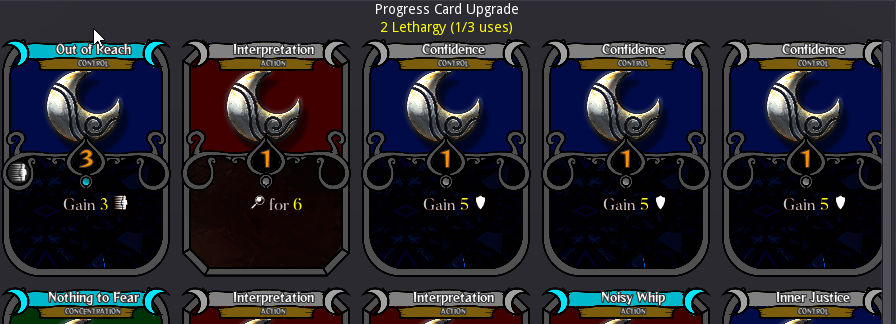 Progress Card Upgrade
2 Lethargy (1/3 uses)
Out of Reach
CONTROL
3
Gain 3
Interpretation
ACTION
1
for 6
Confidence
CONTROL
1
Gain 5
Confidence
CONTROL
1
Gain 5
Confidence
CONTROL
1
Gain 5
Nothing to Fear
CONCENTRATION
Interpretation
ACTION
Interpretation
ACTION
Noisy Whip
ACTION
Inner Justice
CONTROL